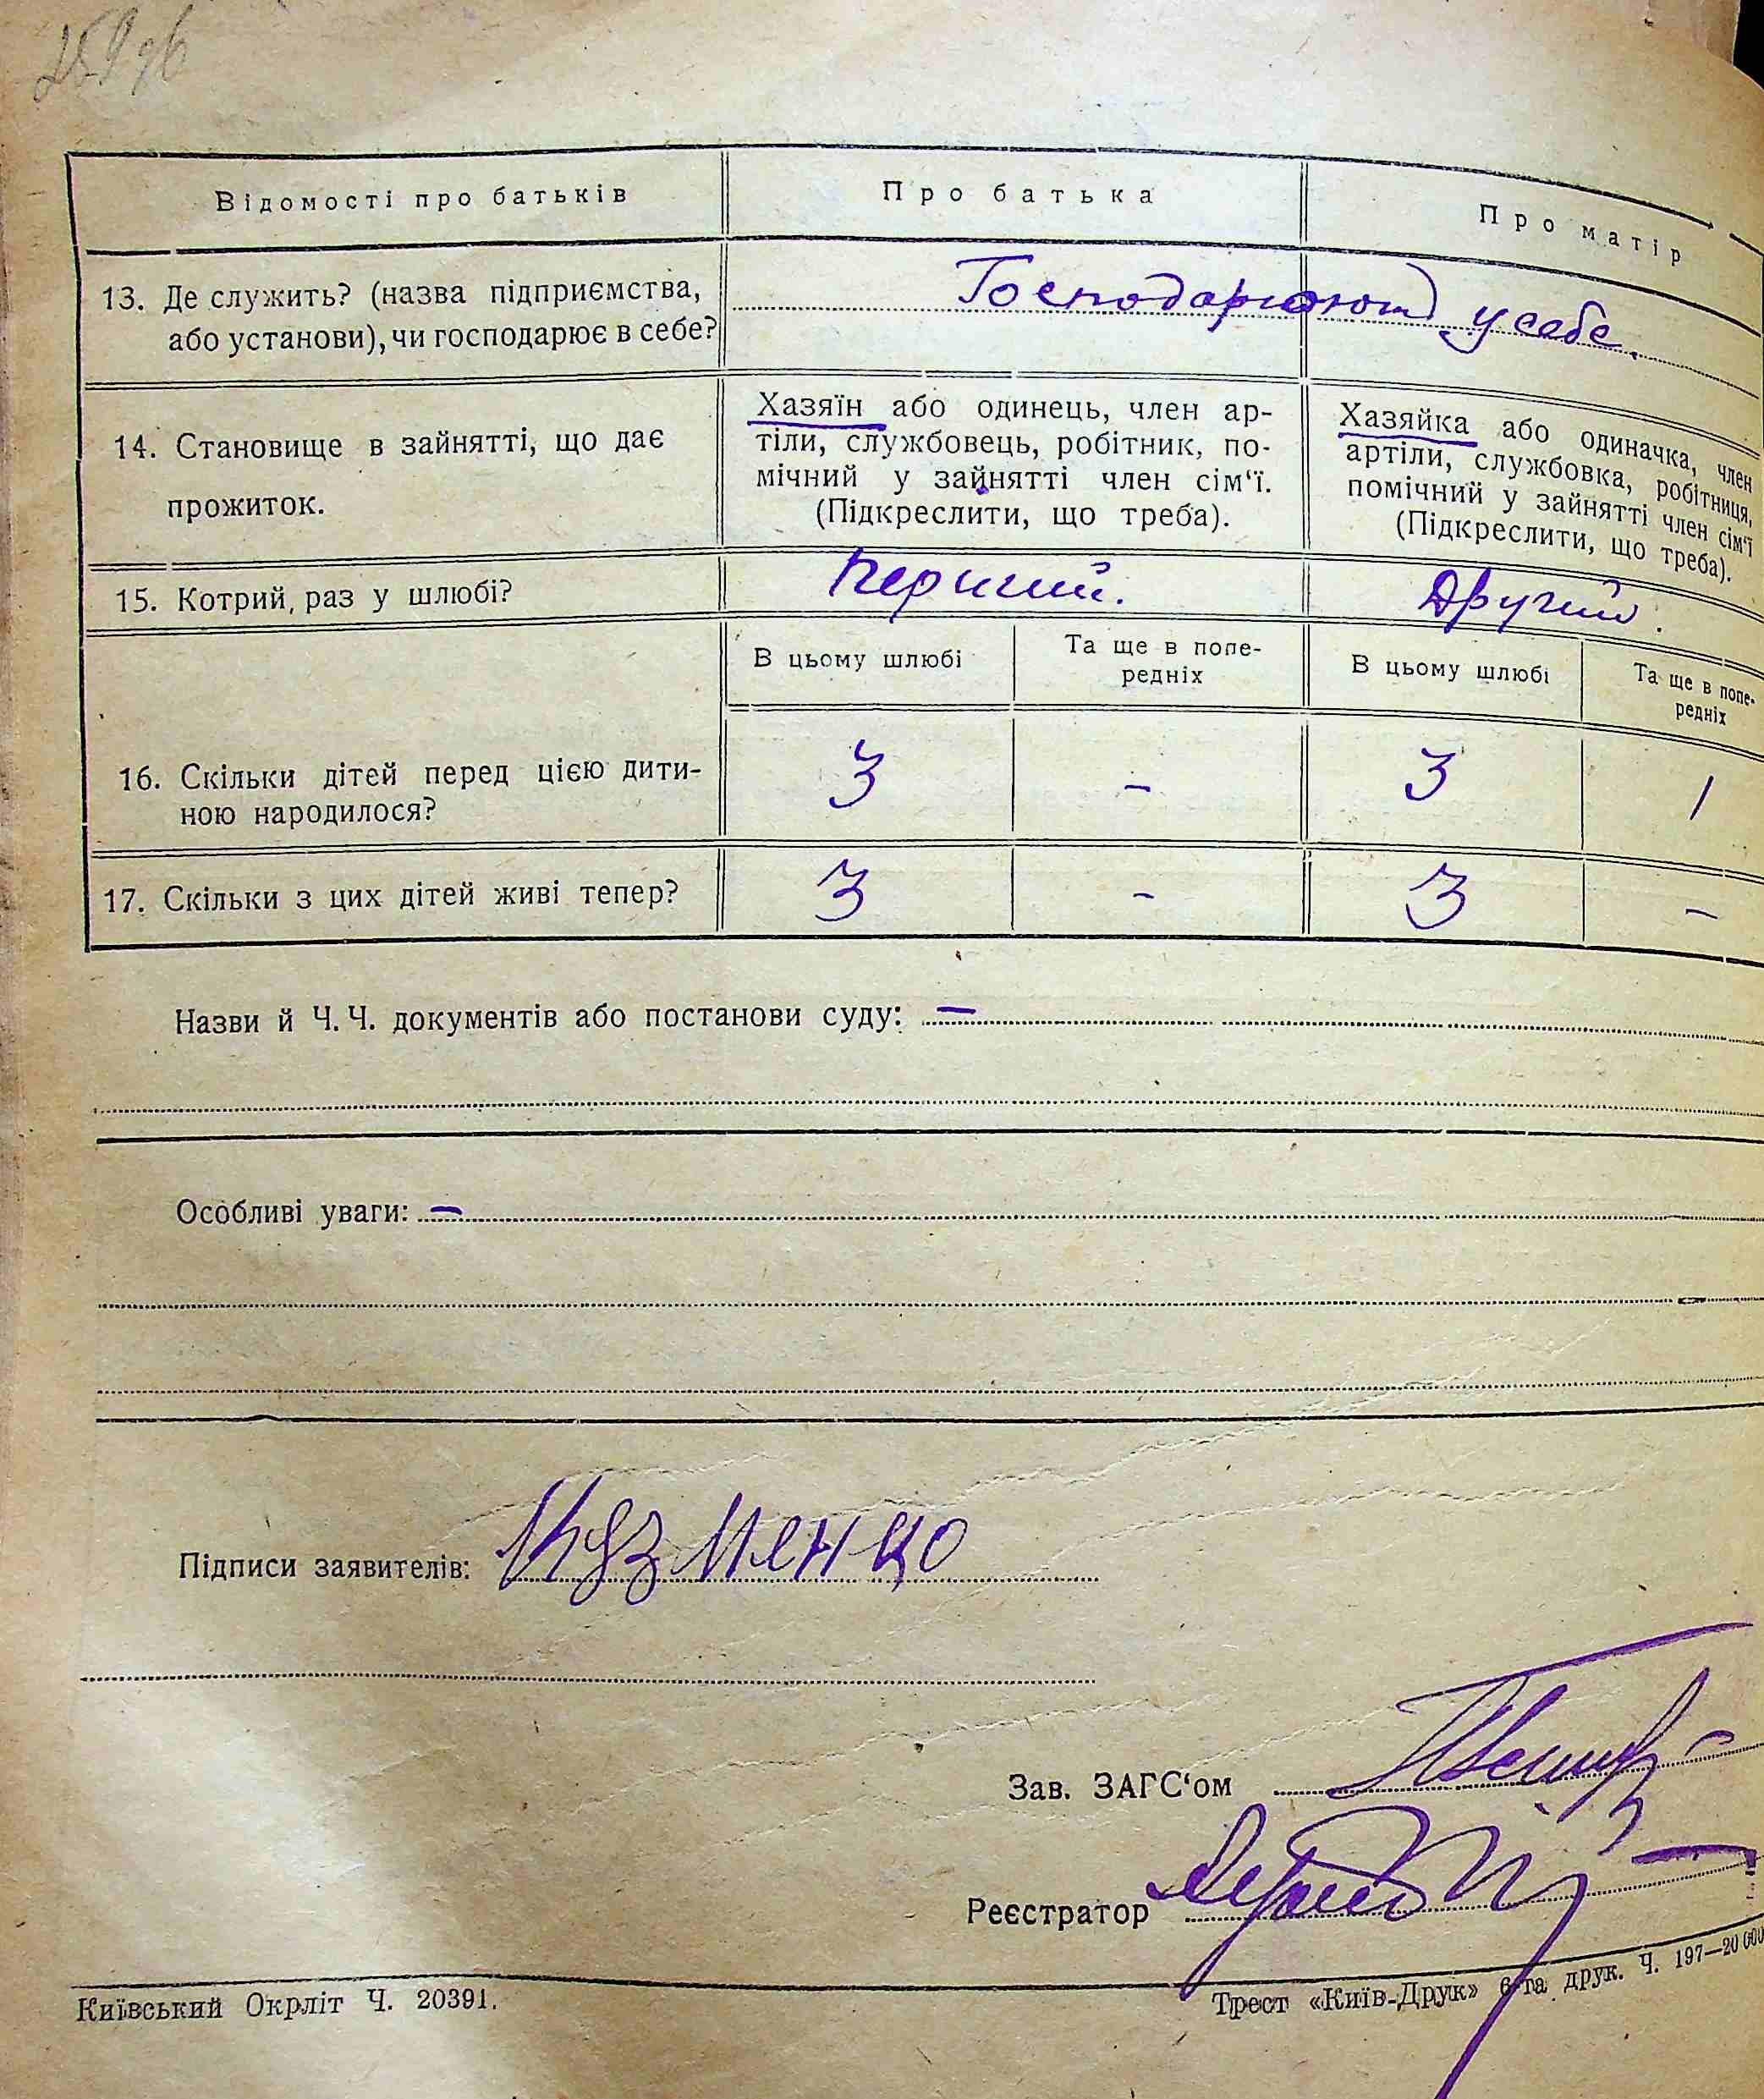 Відомості про батьків
Про батька
Про матір
13. Де служить? (назва підприємства,
або установи), чи господарює в себе?
Господарюют у себе.
14. Становище в зайнятті, що дає
прожиток.
Хазяїн або одинець, член ар-
тіли, службовець, робітник, по-
мічний у зайнятті член сім'ї.
(Підкреслити, що треба).
Хазяйка або одиначка, член
артіли, службовка, робітниця,
помічний у зайнятті член сім'ї
(Підкреслити, що треба).
15. Котрий раз у шлюбі?
Перший.
Другий.
В цьому шлюбі
Та ще в попе-
редніх
В цьому шлюбі
Та ще в попе-
редніх
16. Скільки дітей перед цією дити-
ною народилося?
3 - 3 1
17. Скільки з цих дітей живі тепер?
3 - 3 -
Назви й Ч. Ч. документів або постанови суду: —
Особливі уваги: —
Підписи заявителів: Кузменко
Зав. ЗАГС'ом
Реєстратор
Київський Окрліт Ч. 20391.
Трест «Київ-Друк» 6-та друк. Ч. 197—20 000